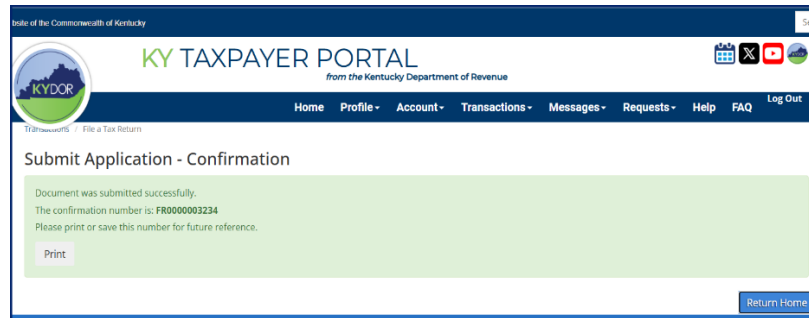 bsite of the Commonwealth of Kentucky
KYDOR
KY TAXPAYER PORTAL
from the Kentucky Department of Revenue
Home Profile Account Transactions Messages Requests Help FAQ Log Out
Transactions / File a Tax Return
Submit Application - Confirmation
Document was submitted successfully.
The confirmation number is: FR0000003234
Please print or save this number for future reference.
Print
Return Home